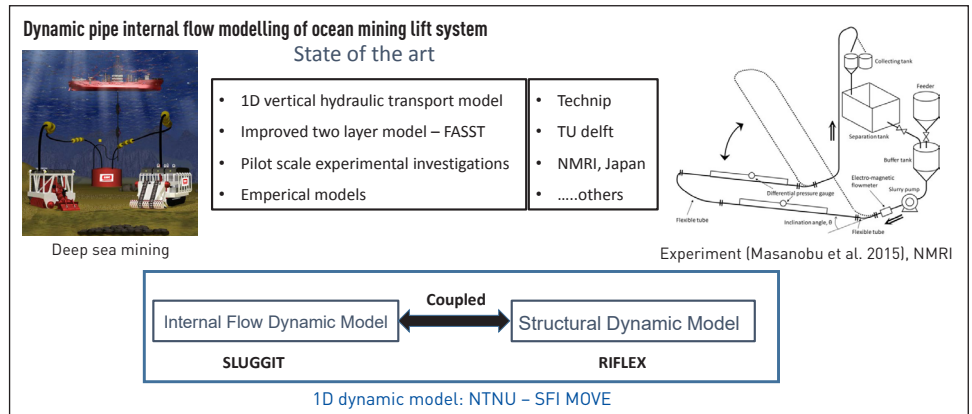 Dynamic pipe internal flow modelling of ocean mining lift system
State of the art
• 1D vertical hydraulic transport model
• Improved two layer model – FASST
• Pilot scale experimental investigations
• Emperical models
• Technip
• TU delft
• NMRI, Japan
• …..others
Deep sea mining
Collecting tank
Feeder
Separation tank
Buffer tank
Electro-magnetic
flowmeter
Slurry pump
Differential pressure gauge
Flexible tube
Inclination angle, θ
Flexible tube
Experiment (Masanobu et al. 2015), NMRI
Coupled
Internal Flow Dynamic Model
Structural Dynamic Model
SLUGGIT
RIFLEX
1D dynamic model: NTNU – SFI MOVE